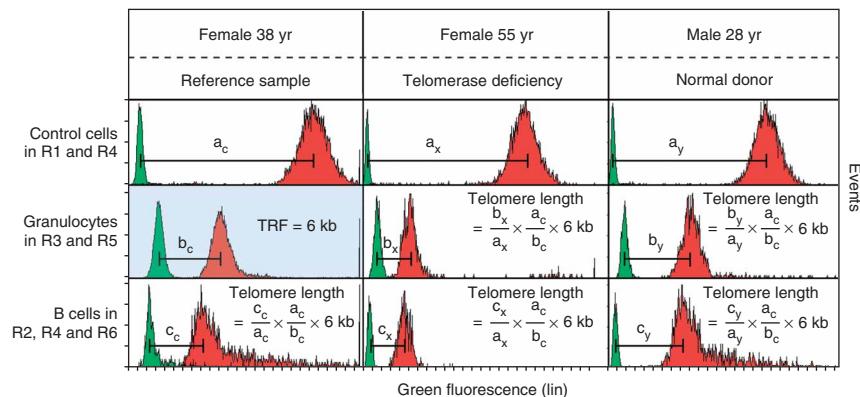 Female 38 yr
Female 55 yr
Male 28 yr
Reference sample
Telomerase deficiency
Normal donor
Control cells
in R1 and R4
a_c
a_x
a_y
Granulocytes
in R3 and R5
b_c
TRF = 6 kb
b_x
Telomere length
= b_x/a_x × a_c/b_c × 6 kb
b_y
Telomere length
= b_y/a_y × a_c/b_c × 6 kb
B cells in
R2, R4 and R6
c_c
Telomere length
= c_c/a_c × a_c/b_c × 6 kb
c_x
Telomere length
= c_x/a_x × a_c/b_c × 6 kb
c_y
Telomere length
= c_y/a_y × a_c/b_c × 6 kb
Events
Green fluorescence (lin)